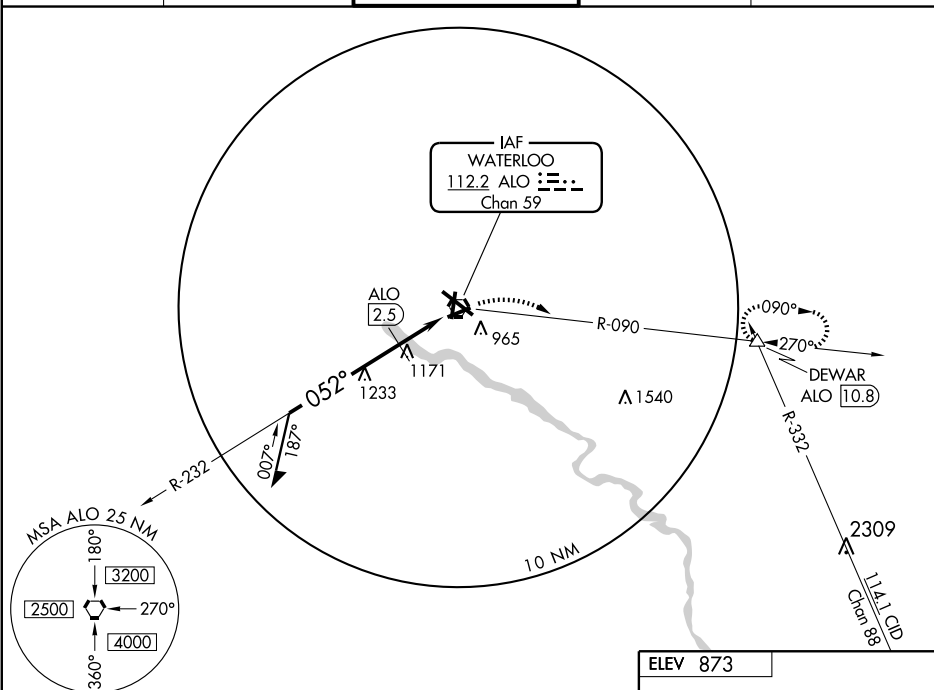 IAF
WATERLOO
112.2 ALO
Chan 59
ALO
2.5
965
R-090
090°
270°
DEWAR
ALO 10.8
1171
1233
052°
1540
R-332
007°
187°
R-232
MSA ALO 25 NM
180°
3200
2500
270°
4000
360°
10 NM
2309
114.1 CID
Chan 88
ELEV 873